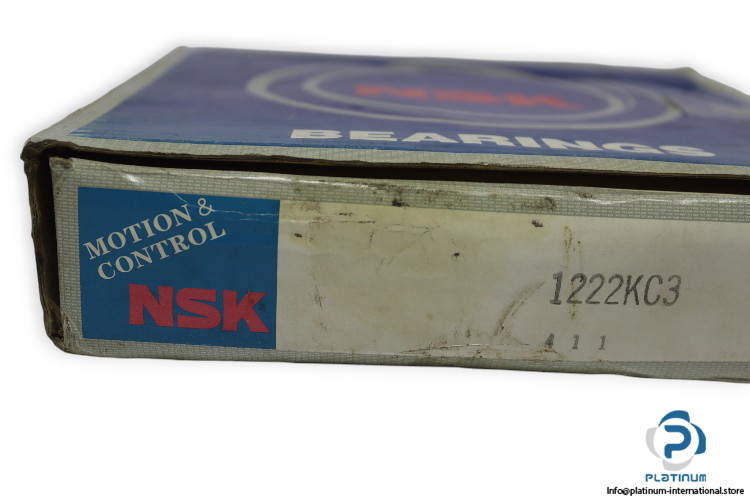 NSK
BEARINGS
MOTION &
CONTROL
NSK
1222KC3
4 1 1
PLATINUM
Info@platinum-international.store